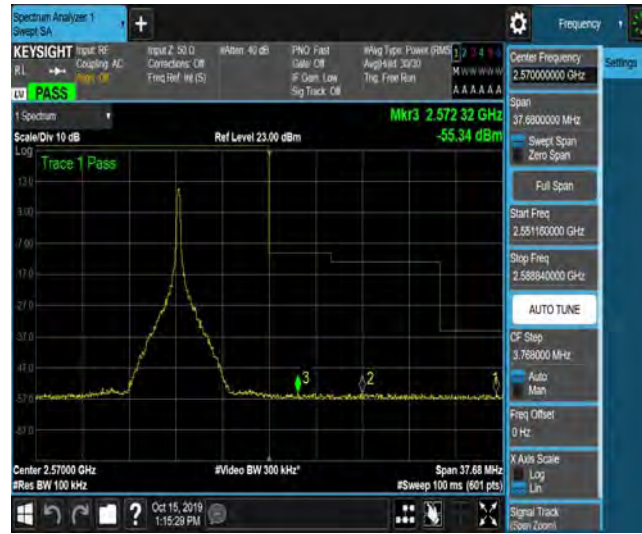 Spectrum Analyzer 1
Swept SA
+
Frequency
KEYSIGHT
Input: RF
Input Z: 50 Ω
#Atten: 40 dB
PNO: Fast
#Avg Type: Power (RMS
1 2 3 4 5 6
RL
Coupling: AC
Corrections: Off
Gate: Off
Avg|Hold: 30/30
M W W W W W
Align: Off
Freq Ref: Int (S)
IF Gain: Low
Trig: Free Run
Sig Track: Off
A A A A A A
PASS
1 Spectrum
Mkr3 2.572 32 GHz
Scale/Div 10 dB
Ref Level 23.00 dBm
-55.34 dBm
Log
Trace 1 Pass
13.0
3.00
-7.00
-17.0
-27.0
-37.0
-47.0
-57.0
-67.0
3
2
1
Center 2.57000 GHz
#Video BW 300 kHz*
Span 37.68 MHz
#Res BW 100 kHz
#Sweep 100 ms (601 pts)
?
Oct 15, 2019
1:15:29 PM
Center Frequency
2.570000000 GHz
Settings
Span
37.6800000 MHz
Swept Span
Zero Span
Full Span
Start Freq
2.551160000 GHz
Stop Freq
2.588840000 GHz
AUTO TUNE
CF Step
3.768000 MHz
Auto
Man
Freq Offset
0 Hz
X Axis Scale
Log
Lin
Signal Track
(Span Zoom)